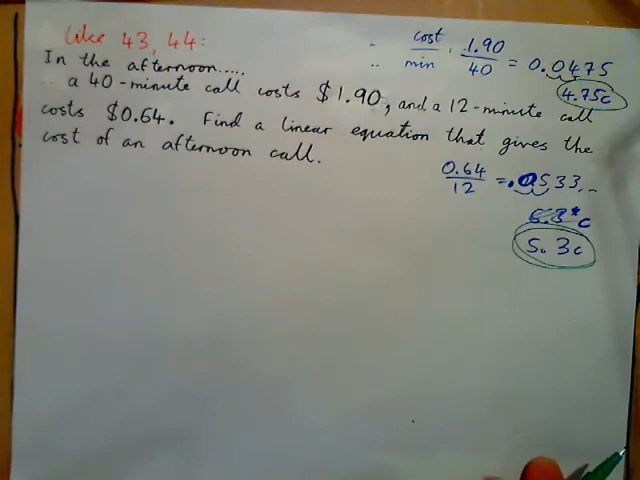 like 43, 44:
In the afternoon.....
a 40-minute call costs $1.90, and a 12-minute call
costs $0.64. Find a linear equation that gives the
cost of an afternoon call.
cost/min : 1.90/40 = 0.0475
4.75c
0.64/12 = .0533...
5.3c